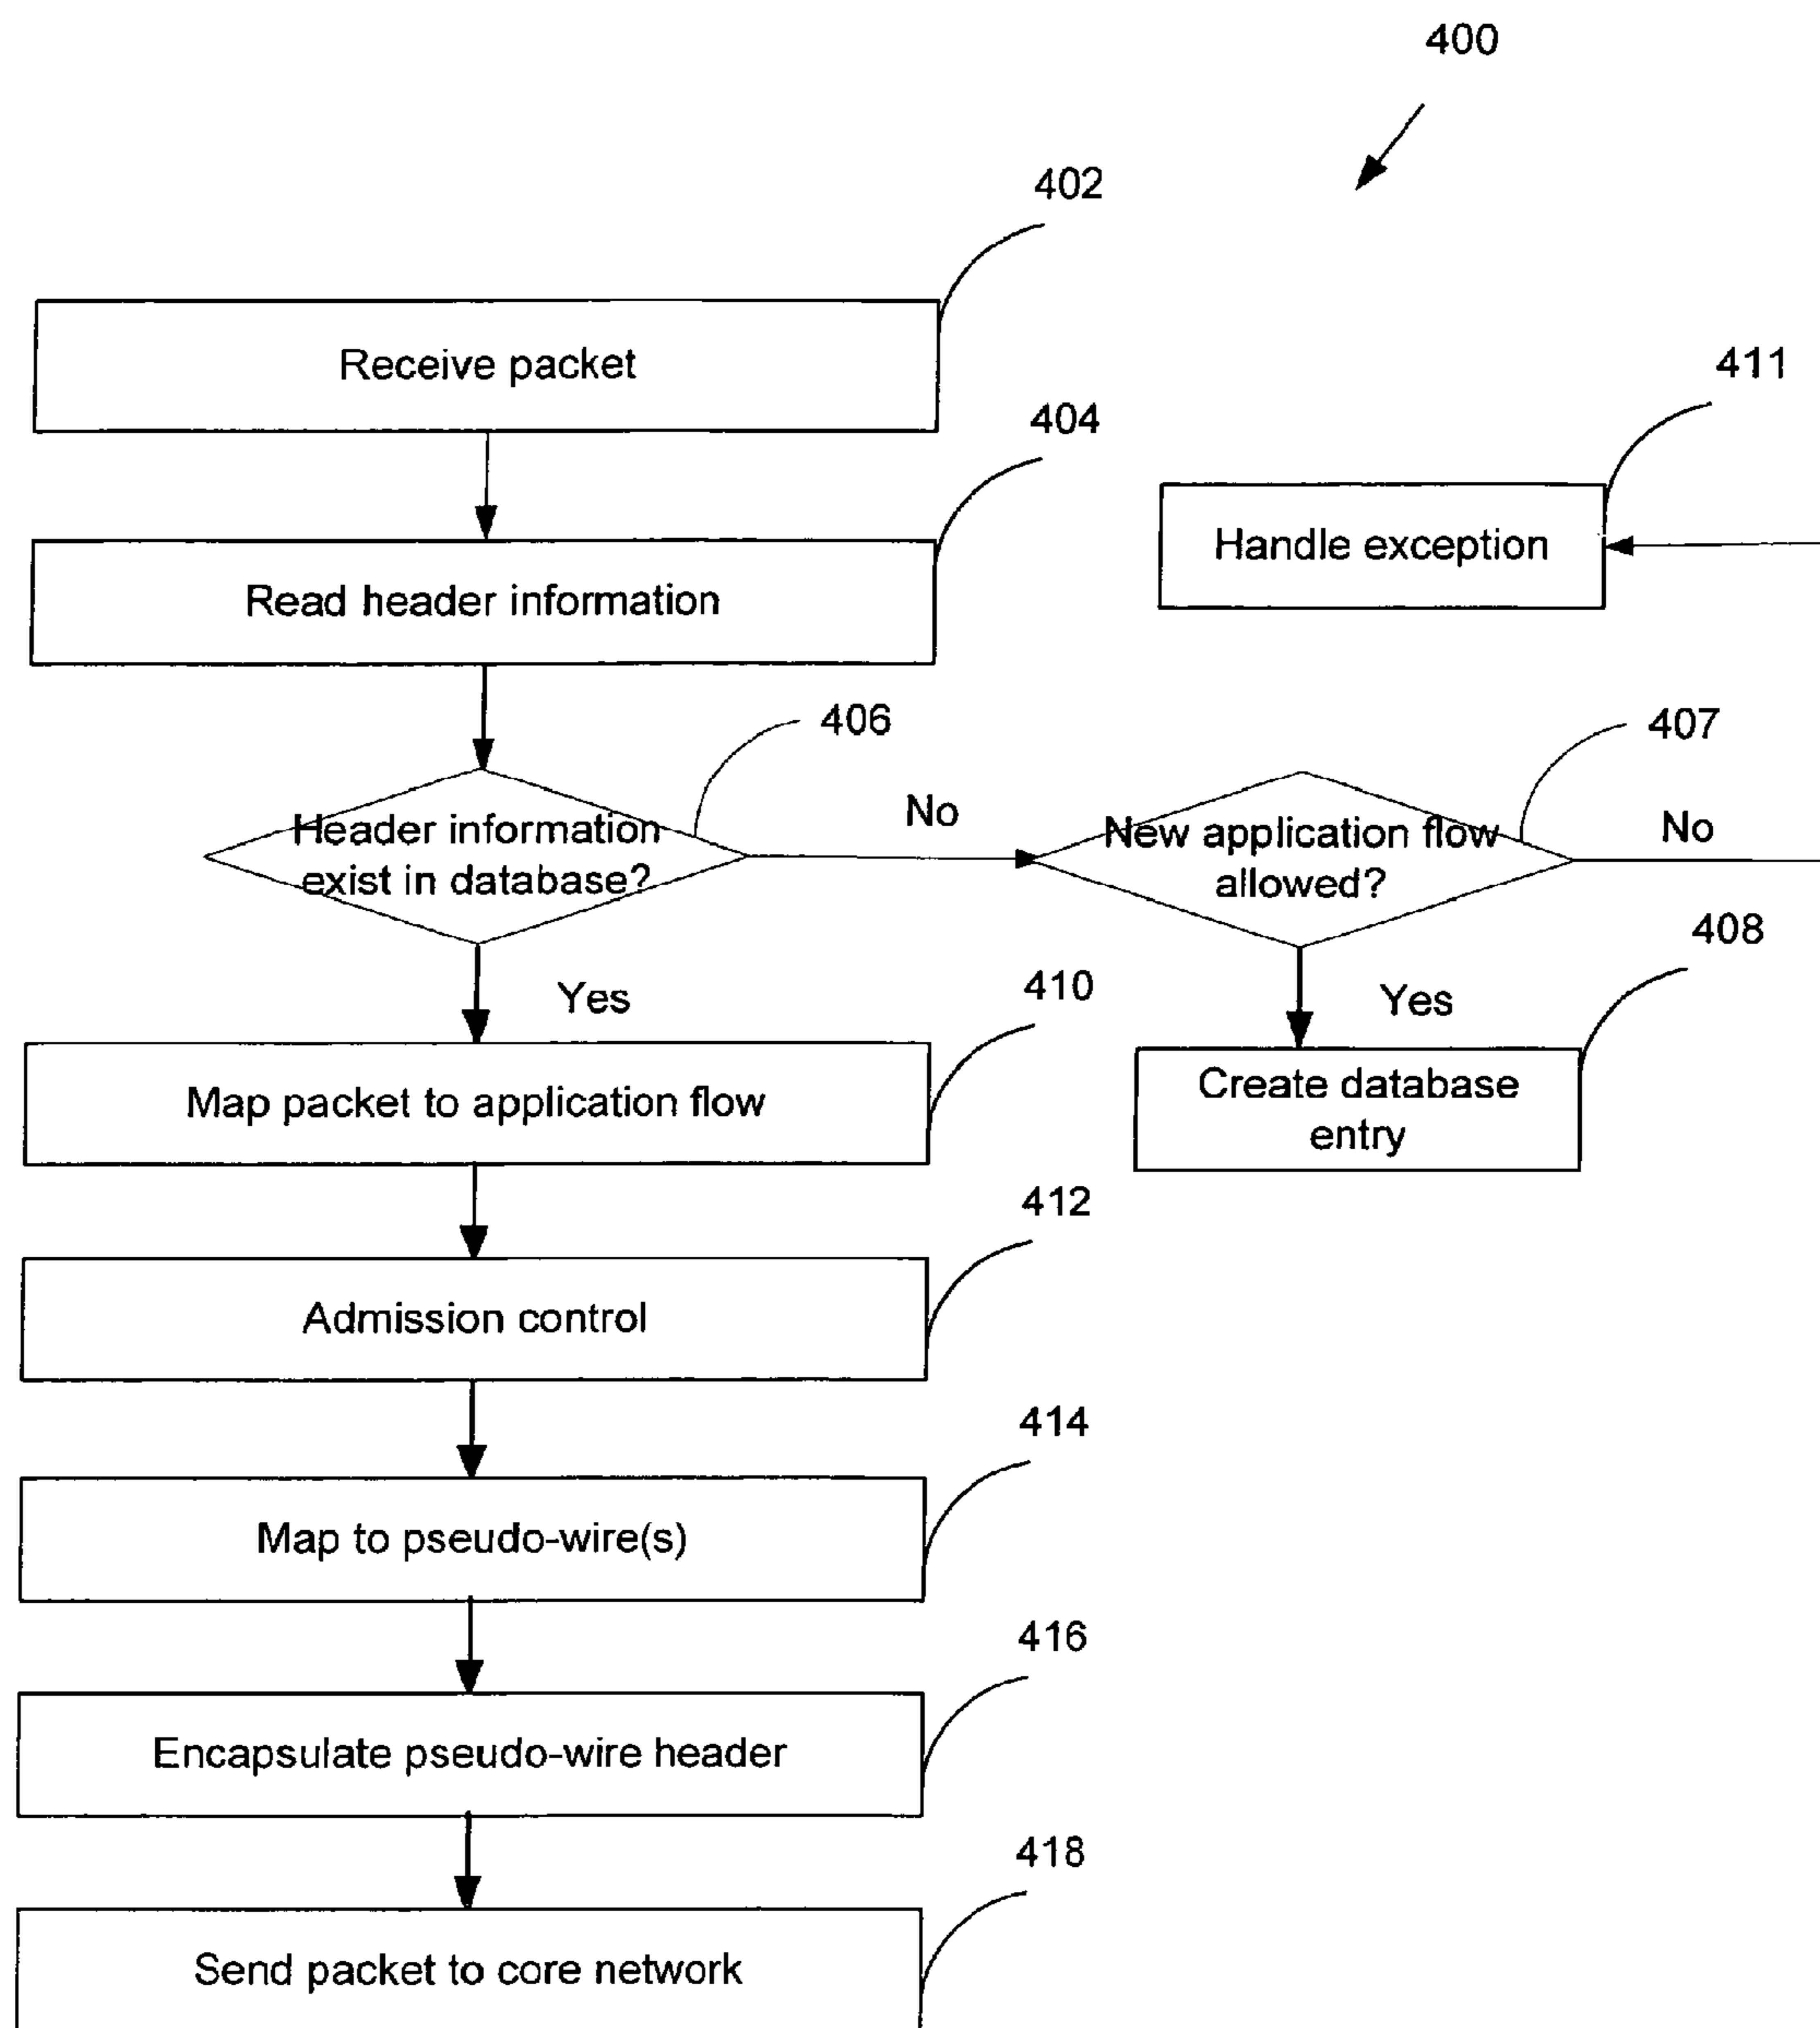 400
402
Receive packet
411
404
Handle exception
Read header information
406
407
Header information
exist in database?
No
New application flow
allowed?
No
408
Yes
410
Yes
Map packet to application flow
Create database
entry
412
Admission control
414
Map to pseudo-wire(s)
416
Encapsulate pseudo-wire header
418
Send packet to core network